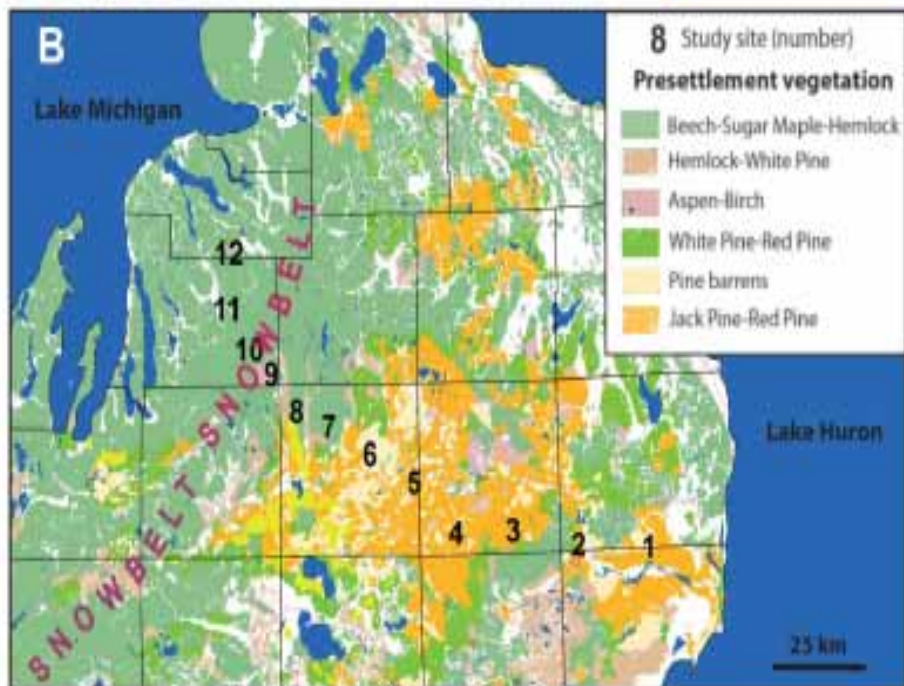 B
8 Study site (number)
Presettlement vegetation
Beech-Sugar Maple-Hemlock
Hemlock-White Pine
Aspen-Birch
White Pine-Red Pine
Pine barrens
Jack Pine-Red Pine
Lake Michigan
12
11
10
9
8
7
6
5
4
3
2
1
SNOWBELT SNOWBELT
Lake Huron
25 km